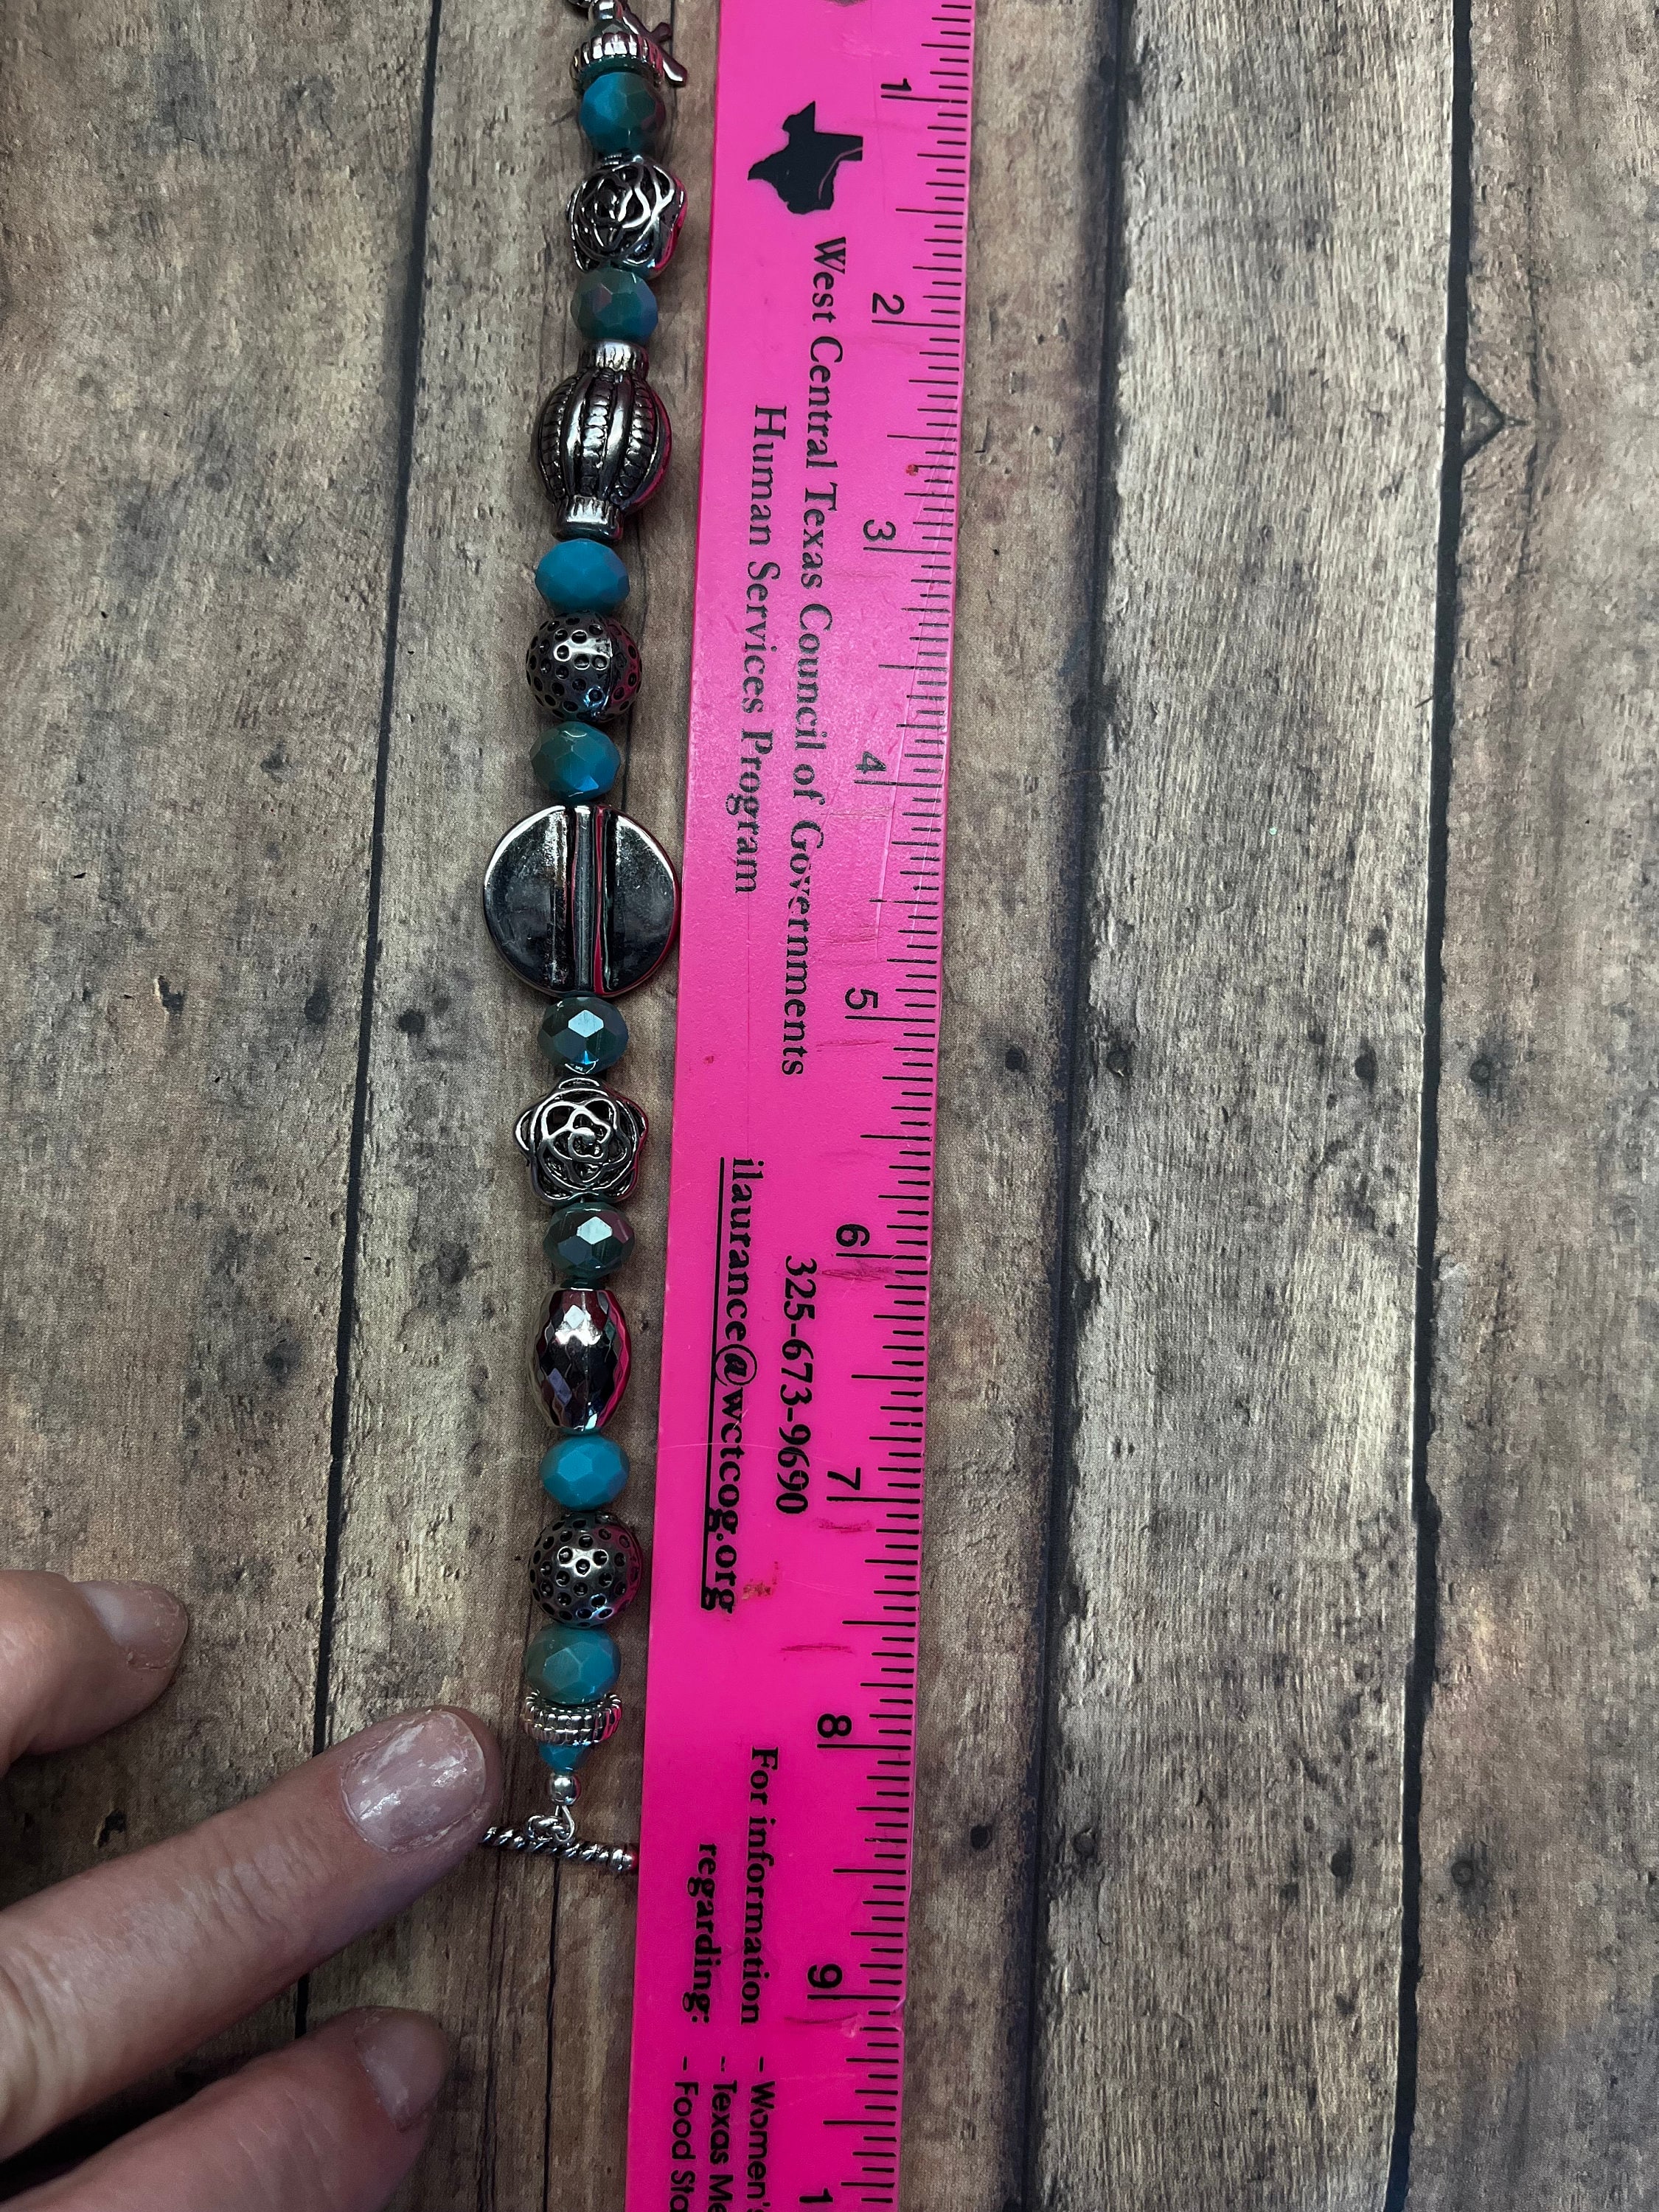 1
2
3
4
5
6
7
8
9
1
West Central Texas Council of Governments
Human Services Program
325-673-9690
ilaurance@wctcog.org
For information
regarding:
- Women's
- Texas Me
- Food Sta